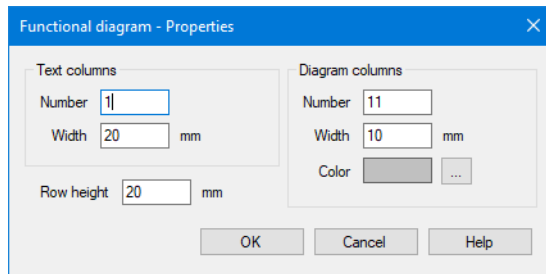 Functional diagram - Properties
Text columns
Number 1
Width 20 mm
Row height 20 mm
Diagram columns
Number 11
Width 10 mm
Color ...
OK Cancel Help